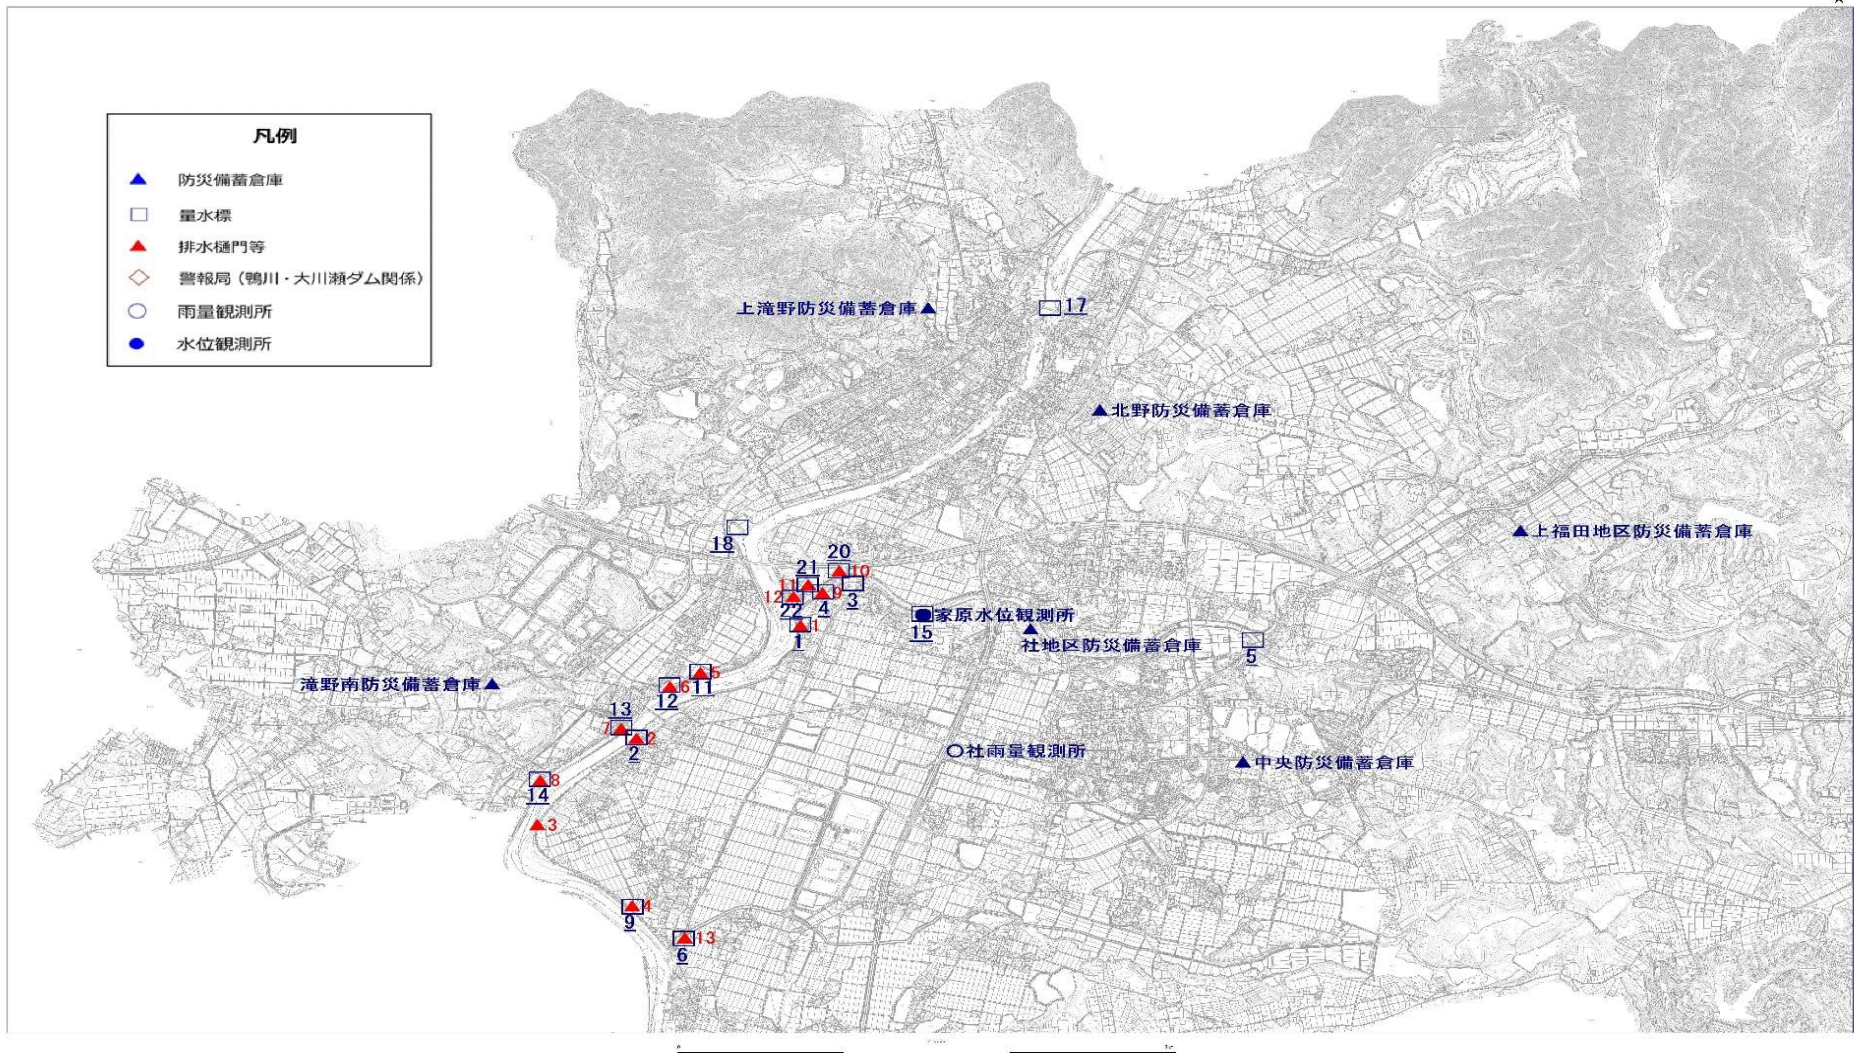 凡例
防災備蓄倉庫
量水標
排水樋門等
警報局（鴨川・大川瀬ダム関係）
雨量観測所
水位観測所
上滝野防災備蓄倉庫
17
北野防災備蓄倉庫
18
上福田地区防災備蓄倉庫
20
10
21
11
9
3
12
4
22
1
1
家原水位観測所
15
社地区防災備蓄倉庫
5
5
11
滝野南防災備蓄倉庫
6
12
13
7
2
2
社雨量観測所
中央防災備蓄倉庫
8
14
3
4
9
13
6